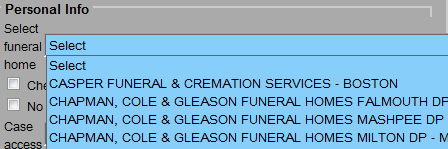 Personal Info
Select
funeral
home
Select
Select
CASPER FUNERAL & CREMATION SERVICES - BOSTON
CHAPMAN, COLE & GLEASON FUNERAL HOMES FALMOUTH DP
CHAPMAN, COLE & GLEASON FUNERAL HOMES MASHPEE DP
CHAPMAN, COLE & GLEASON FUNERAL HOMES MILTON DP - M
Che
No
Case
access